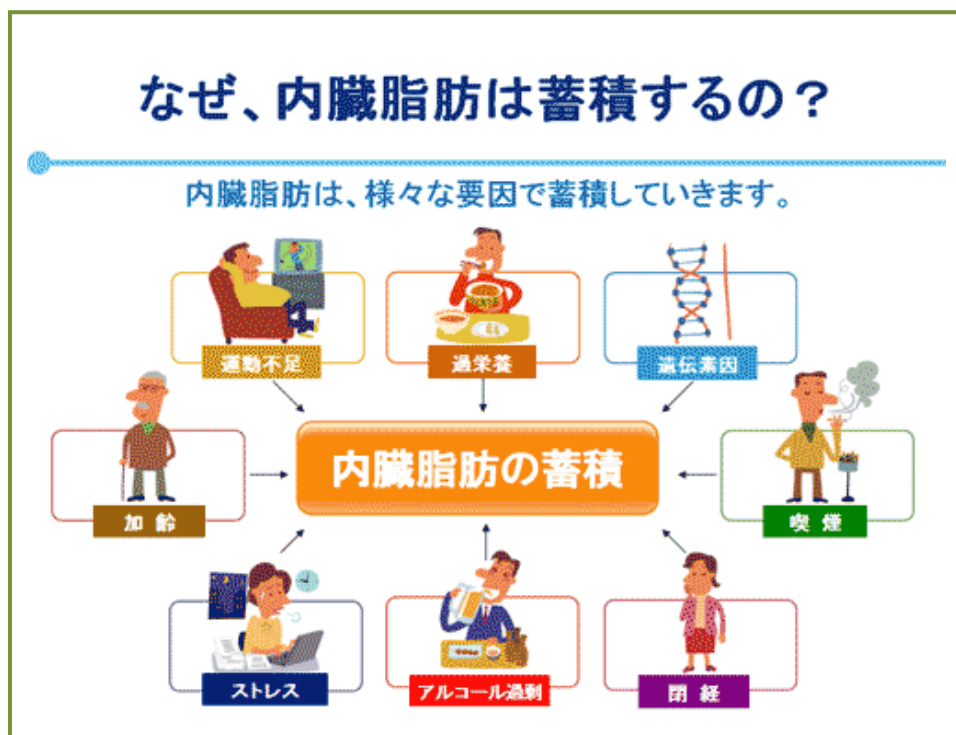 なぜ、内臓脂肪は蓄積するの？
内臓脂肪は、様々な要因で蓄積していきます。
運動不足
過栄養
遺伝素因
加齢
内臓脂肪の蓄積
喫煙
ストレス
アルコール過剰
閉経